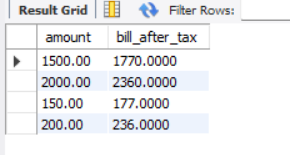 Result Grid Filter Rows:
amount bill_after_tax
1500.00 1770.0000
2000.00 2360.0000
150.00 177.0000
200.00 236.0000